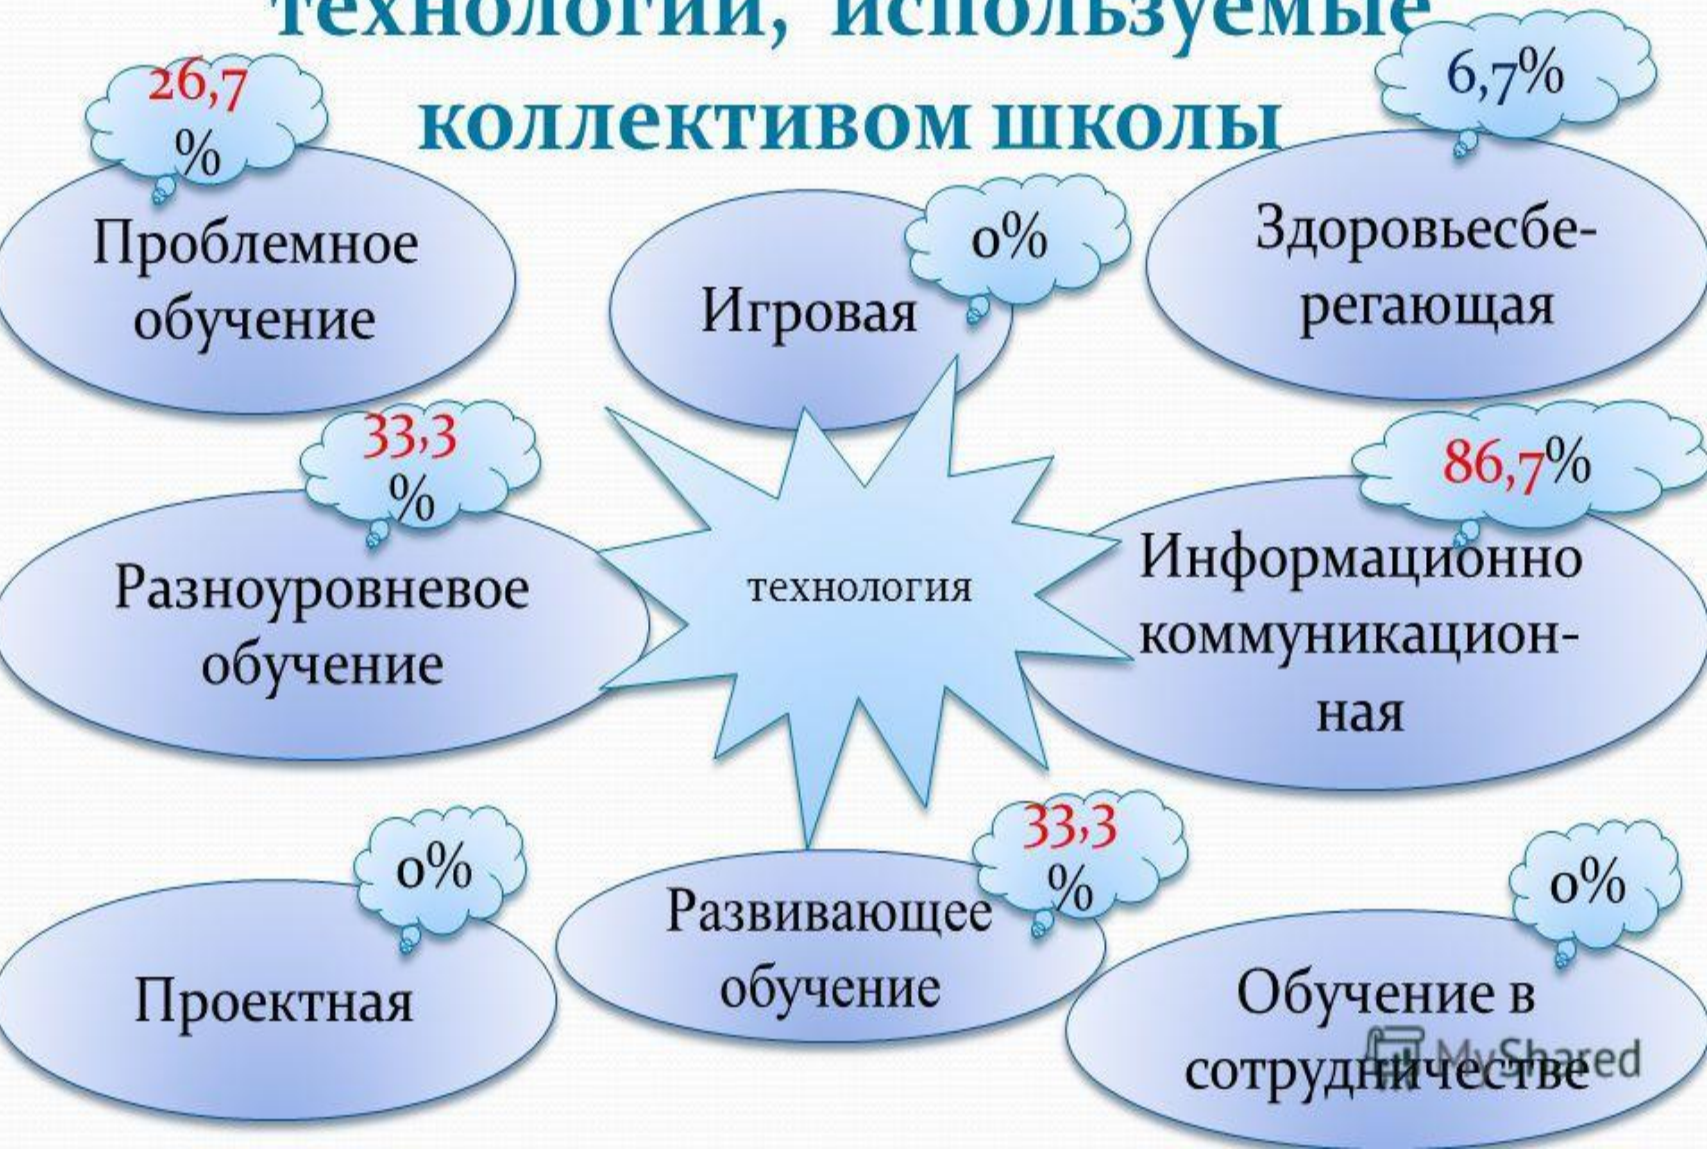 технологии, используемые
коллективом школы
26,7
%
Проблемное
обучение
0%
Игровая
6,7%
Здоровьесбе-
регающая
33,3
%
Разноуровневое
обучение
технология
86,7%
Информационно
коммуникацион-
ная
0%
Проектная
33,3
%
Развивающее
обучение
0%
Обучение в
сотрудничестве
MyShared